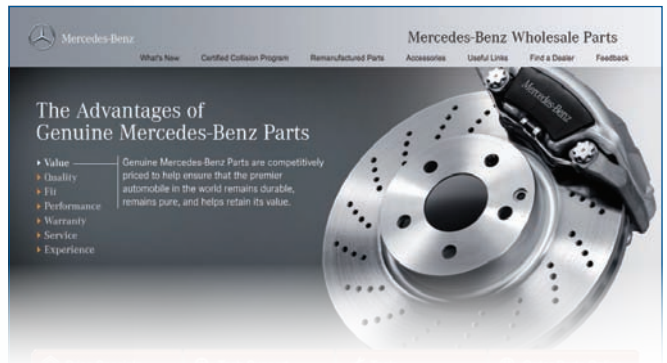 Mercedes-Benz
Mercedes-Benz Wholesale Parts
What's New Certified Collision Program Remanufactured Parts Accessories Useful Links Find a Dealer Feedback
The Advantages of
Genuine Mercedes-Benz Parts
Value
Quality
Fit
Performance
Warranty
Service
Experience
Genuine Mercedes-Benz Parts are competitively
priced to help ensure that the premier
automobile in the world remains durable,
remains pure, and helps retain its value.
Mercedes-Benz